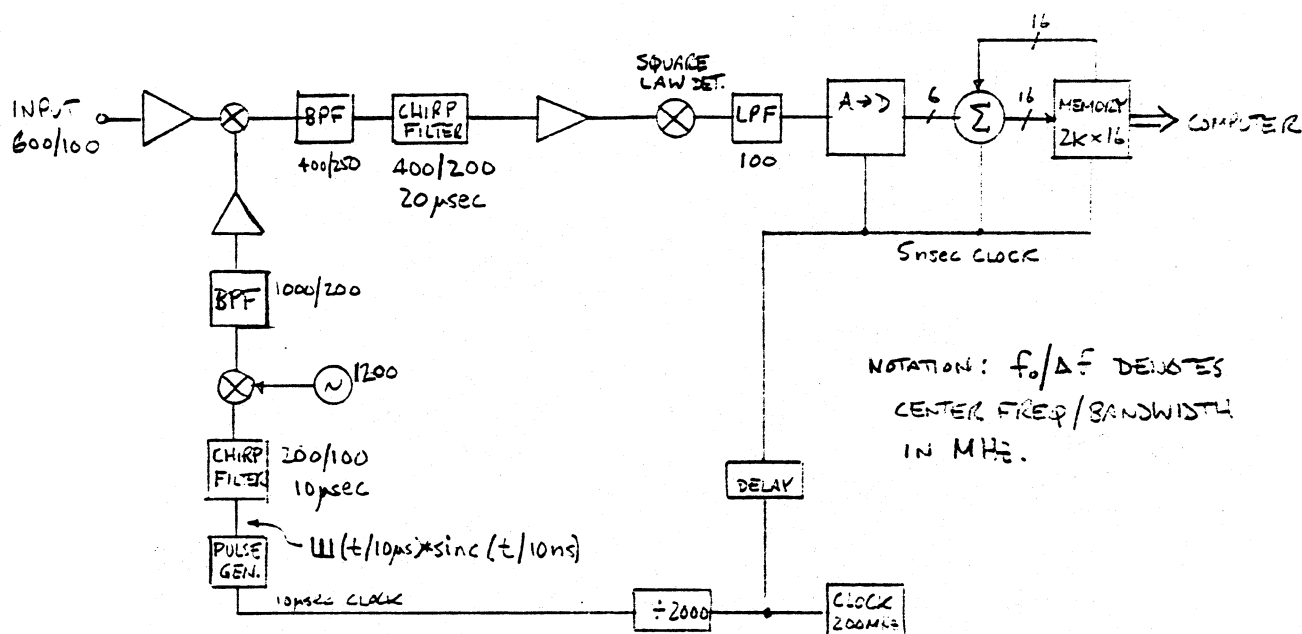 INPUT
600/100
BPF
400/250
CHIRP
FILTER
400/200
20 µsec
SQUARE
LAW DET.
LPF
100
A→D
6
Σ
16
16
MEMORY
2K × 16
COMPUTER
5nsec CLOCK
BPF
1000/200
1200
CHIRP
FILTER
200/100
10µsec
Ш(t/10µs)*sinc(t/10ns)
PULSE
GEN.
10µsec CLOCK
÷2000
CLOCK
200MHz
DELAY
NOTATION: f₀/Δf DENOTES
CENTER FREQ/BANDWIDTH
IN MHz.